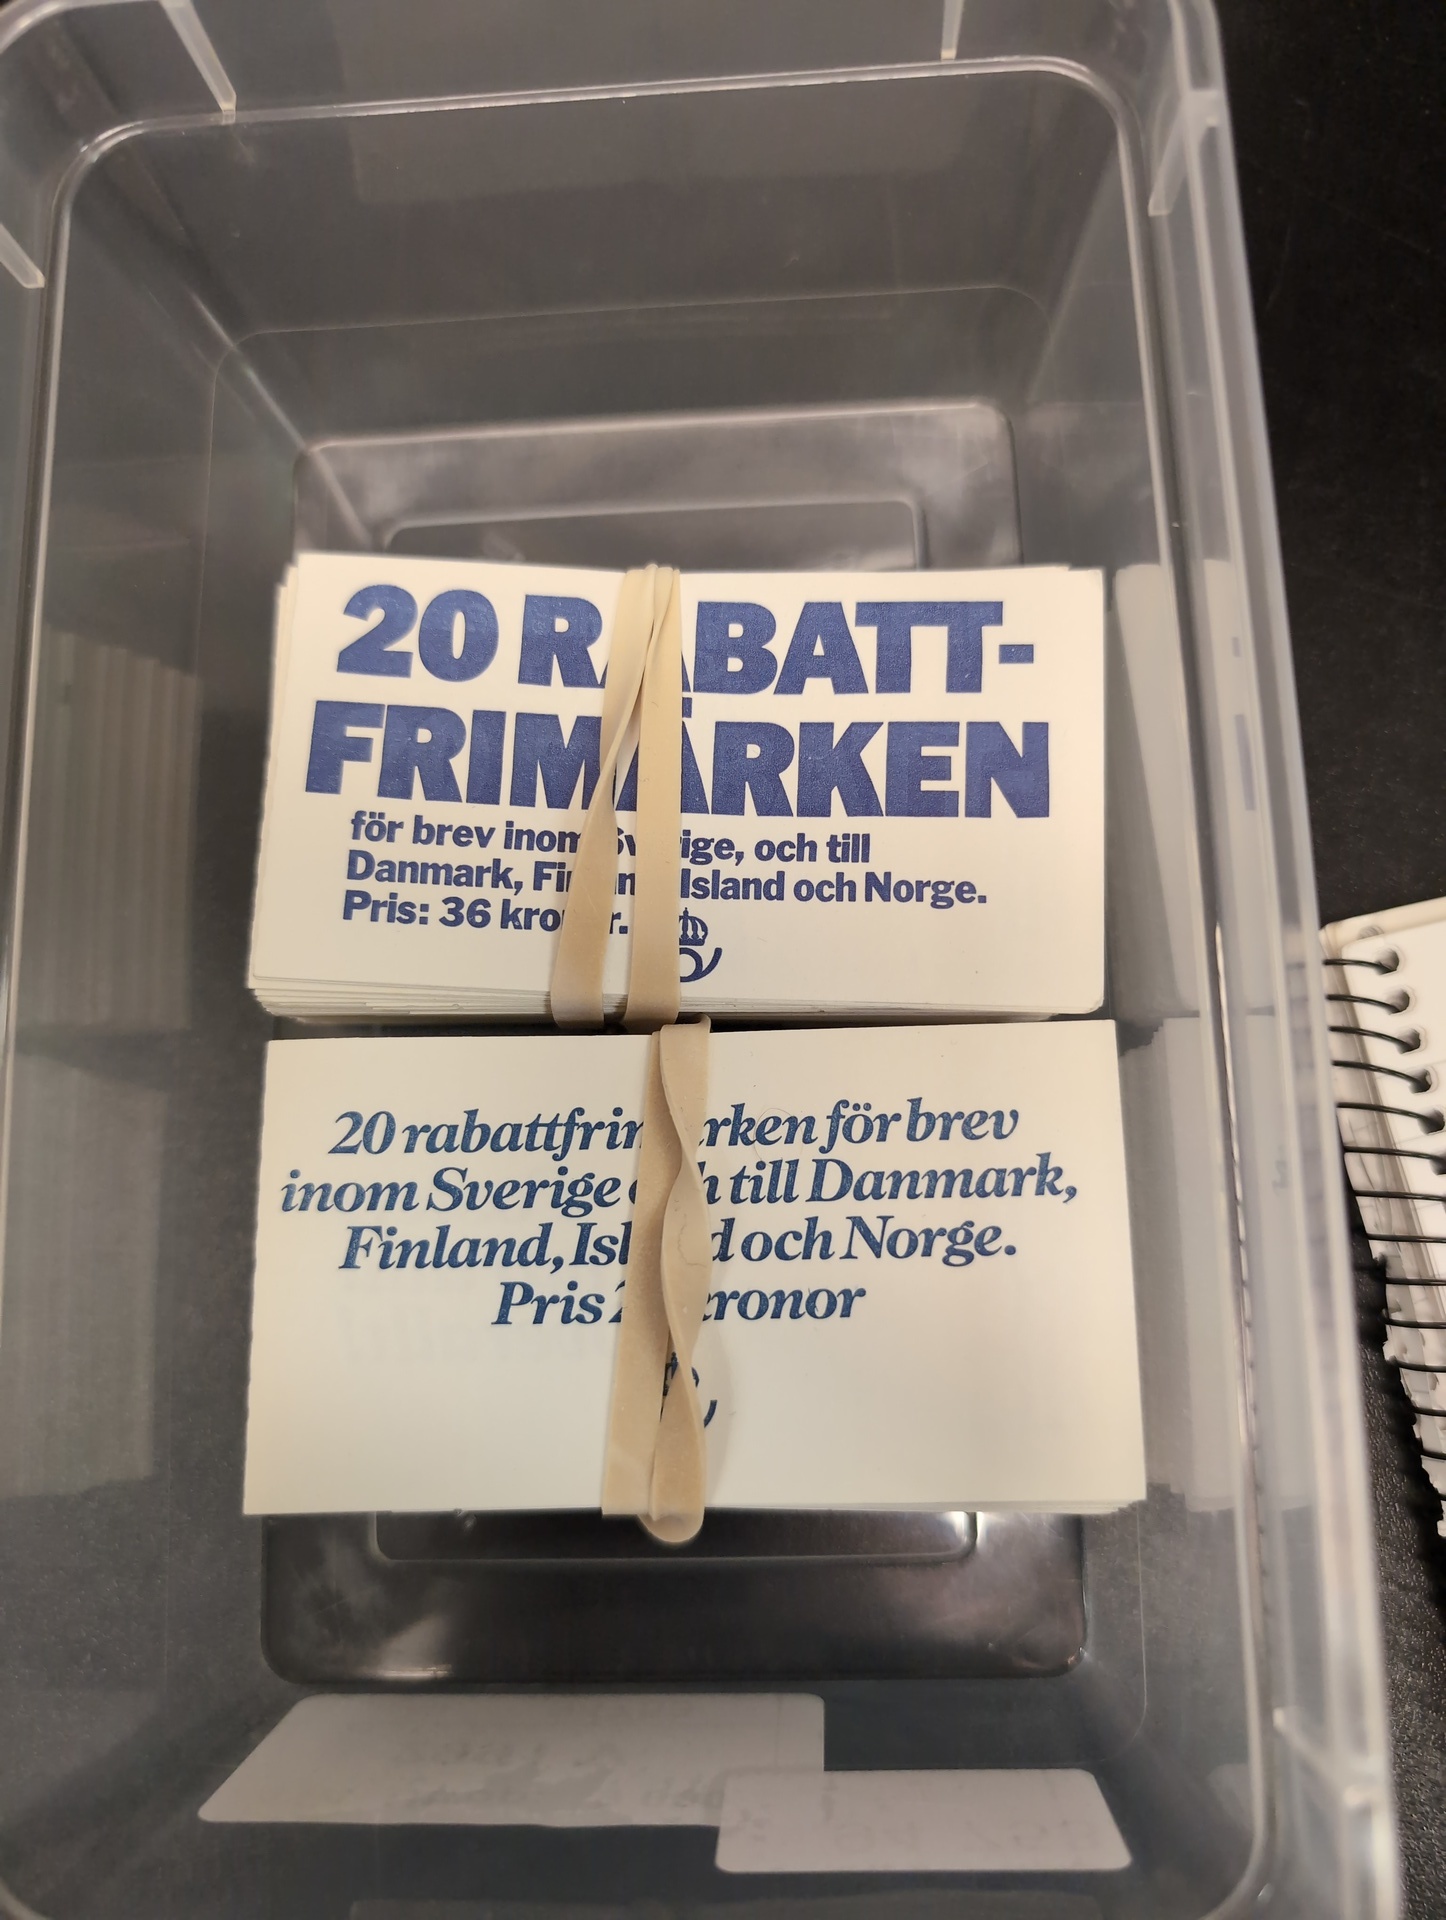 20 RABATT-
FRIMÄRKEN
för brev inom Sverige, och till
Danmark, Finland, Island och Norge.
Pris: 36 kronor.
20 rabattfrimärken för brev
inom Sverige och till Danmark,
Finland, Island och Norge.
Pris kronor